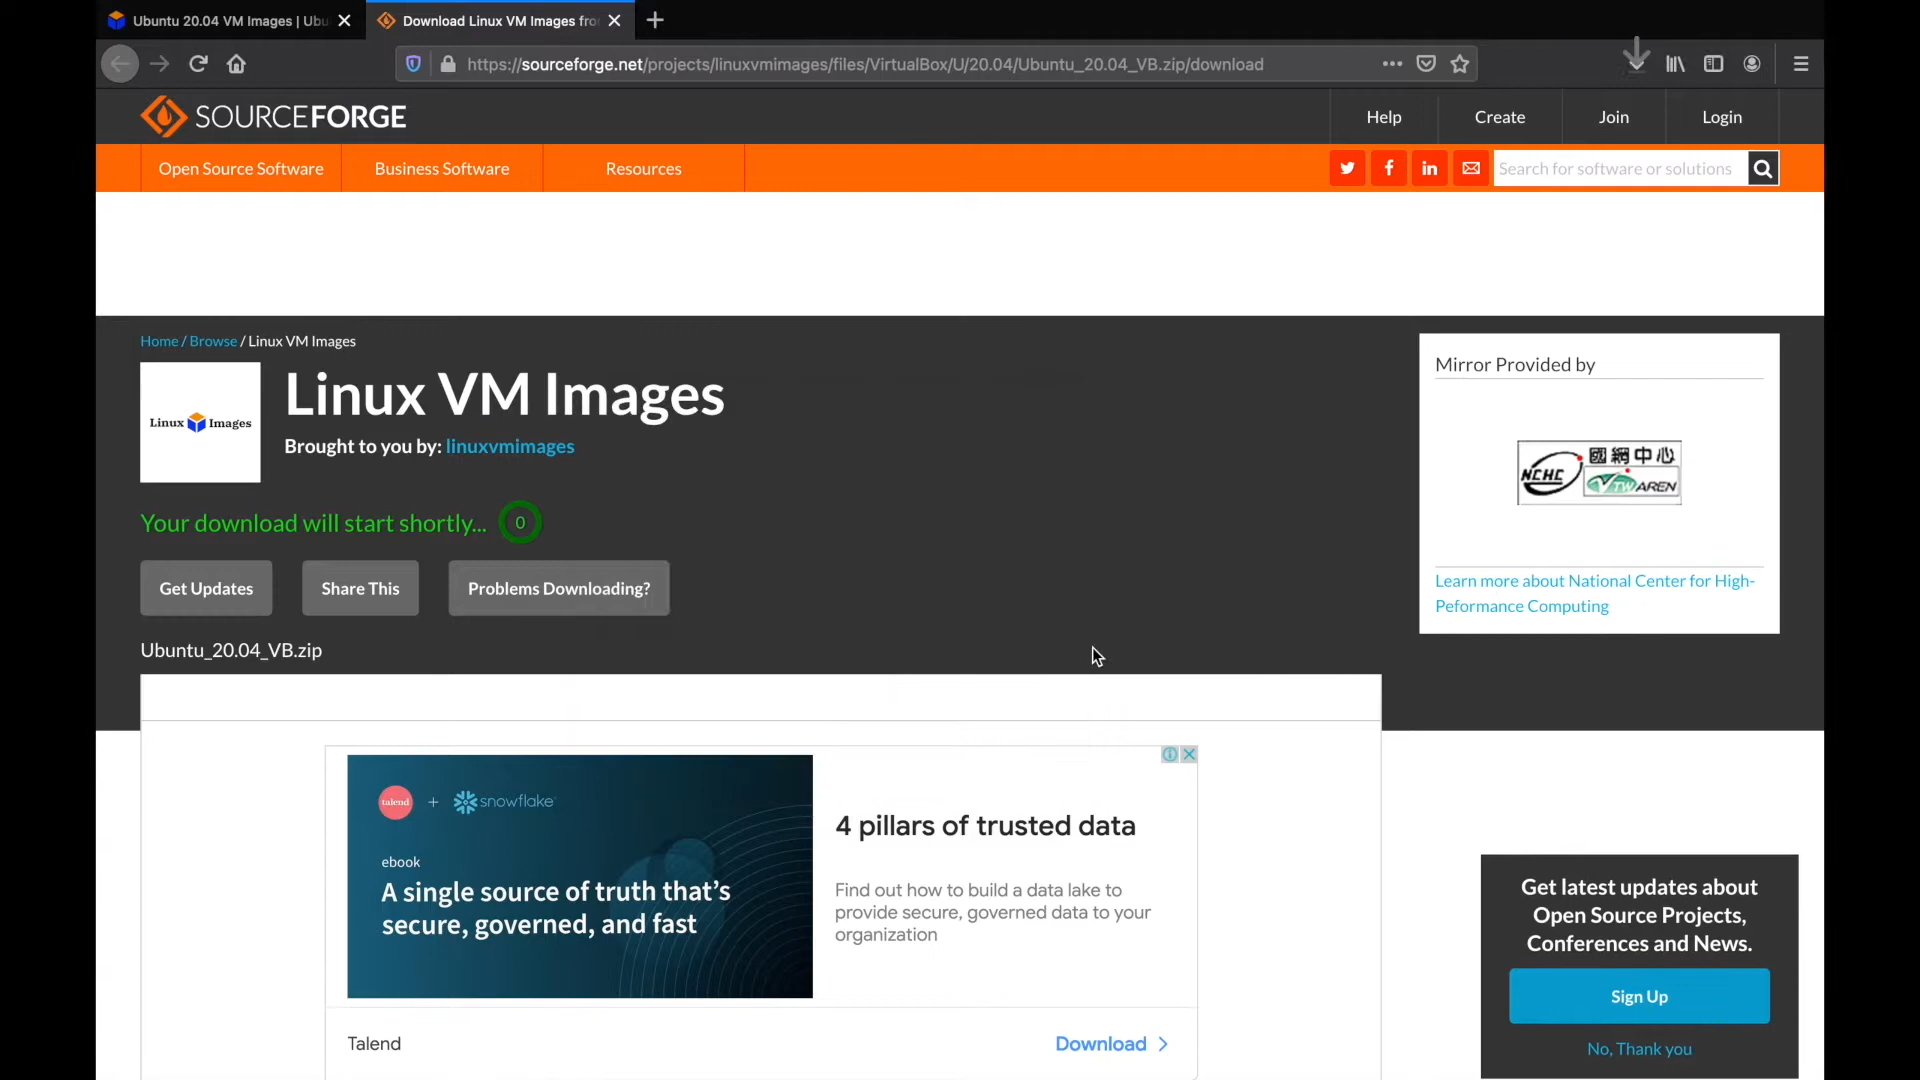 Ubuntu 20.04 VM Images | Ubu
Download Linux VM Images fro
https://sourceforge.net/projects/linuxvmimages/files/VirtualBox/U/20.04/Ubuntu_20.04_VB.zip/download
SOURCEFORGE
Help
Create
Join
Login
Open Source Software
Business Software
Resources
Search for software or solutions
Home / Browse / Linux VM Images
Linux Images
Linux VM Images
Brought to you by: linuxvmimages
Mirror Provided by
NCHC
國網中心
TWAREN
Learn more about National Center for High-
Peformance Computing
Your download will start shortly... 0
Get Updates
Share This
Problems Downloading?
Ubuntu_20.04_VB.zip
talend + snowflake
ebook
A single source of truth that's
secure, governed, and fast
4 pillars of trusted data
Find out how to build a data lake to
provide secure, governed data to your
organization
Talend
Download
Get latest updates about
Open Source Projects,
Conferences and News.
Sign Up
No, Thank you